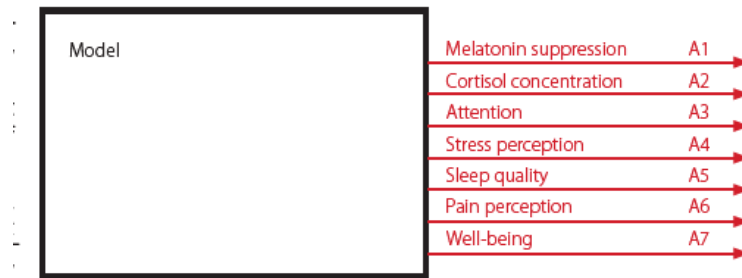 Model
Melatonin suppression A1
Cortisol concentration A2
Attention A3
Stress perception A4
Sleep quality A5
Pain perception A6
Well-being A7